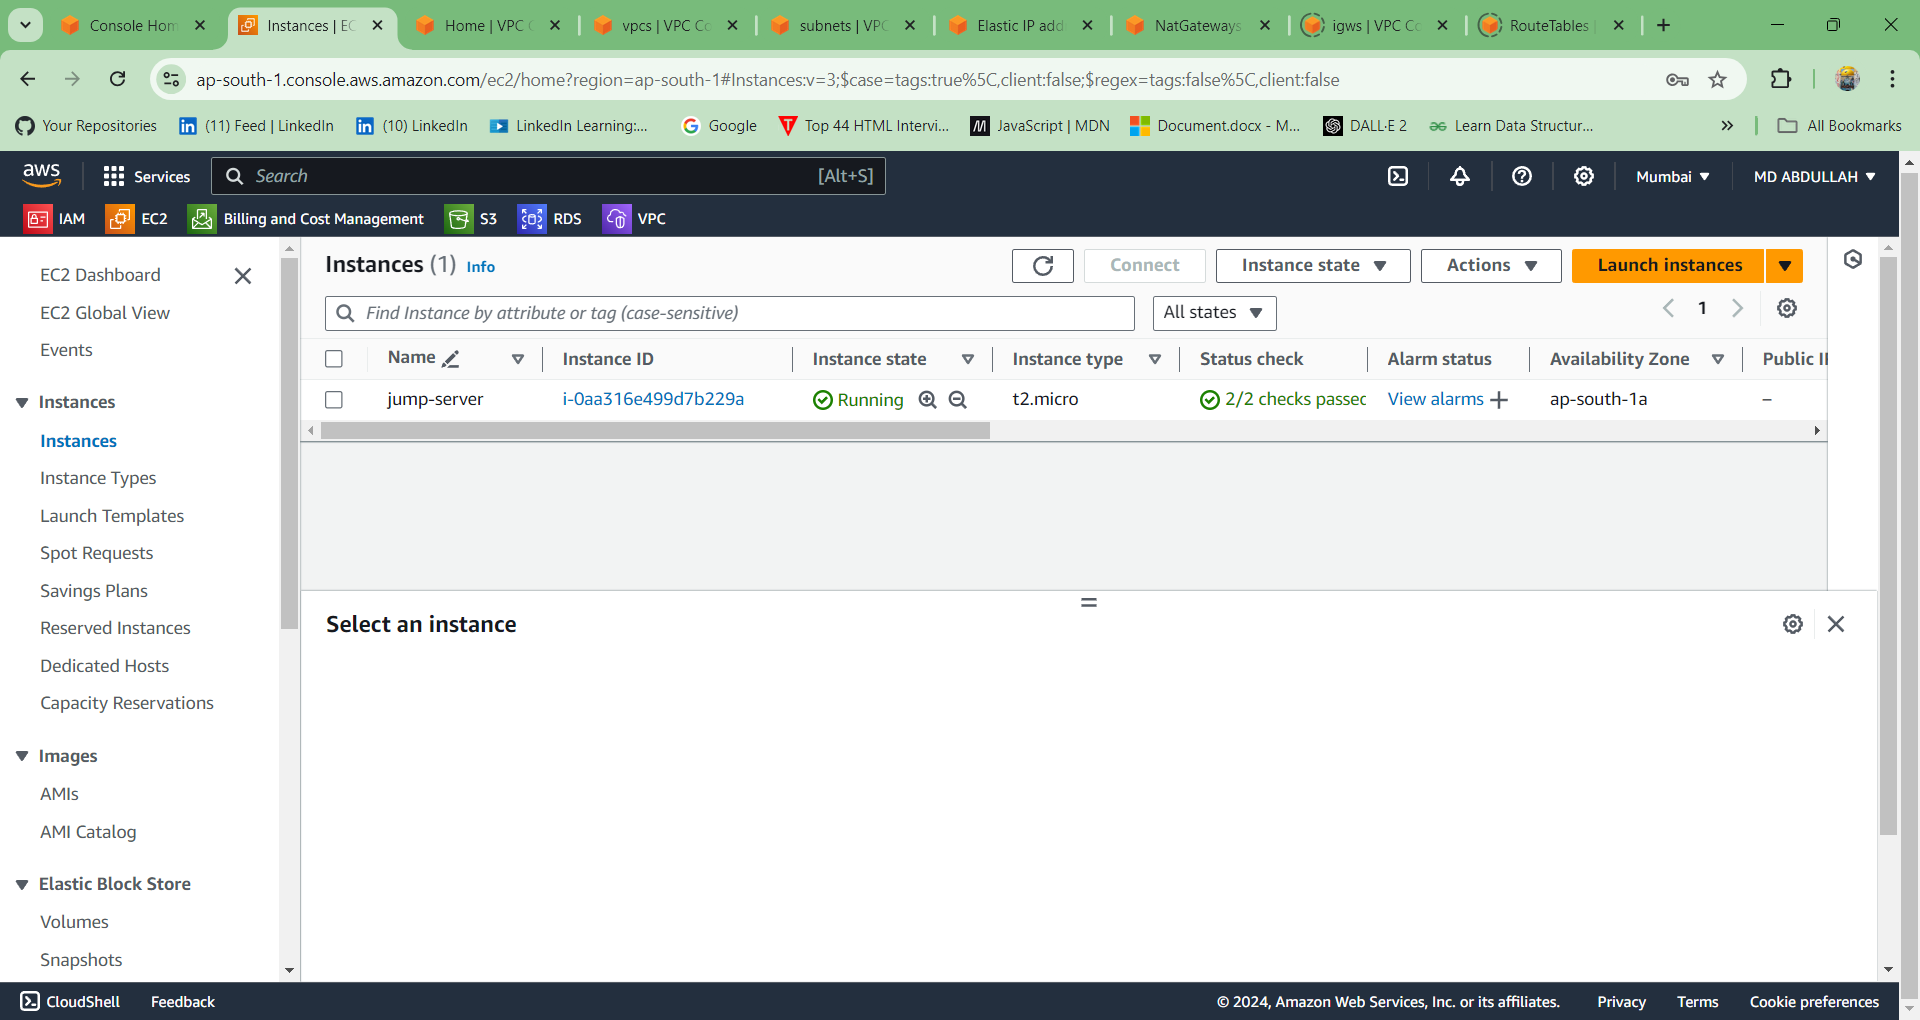 Console Hom
Instances | EC
Home | VPC C
vpcs | VPC Co
subnets | VPC
Elastic IP add
NatGateways
igws | VPC Co
RouteTables |
ap-south-1.console.aws.amazon.com/ec2/home?region=ap-south-1#Instances:v=3;$case=tags:true%5C,client:false;$regex=tags:false%5C,client:false
Your Repositories
(11) Feed | LinkedIn
(10) LinkedIn
LinkedIn Learning:...
Google
Top 44 HTML Intervi...
JavaScript | MDN
Document.docx - M...
DALL·E 2
Learn Data Structur...
All Bookmarks
aws
Services
Search
[Alt+S]
Mumbai
MD ABDULLAH
IAM
EC2
Billing and Cost Management
S3
RDS
VPC
EC2 Dashboard
EC2 Global View
Events
Instances
Instances
Instance Types
Launch Templates
Spot Requests
Savings Plans
Reserved Instances
Dedicated Hosts
Capacity Reservations
Images
AMIs
AMI Catalog
Elastic Block Store
Volumes
Snapshots
Instances (1) Info
Connect
Instance state
Actions
Launch instances
Find Instance by attribute or tag (case-sensitive)
All states
1
Name
Instance ID
Instance state
Instance type
Status check
Alarm status
Availability Zone
Public I
jump-server
i-0aa316e499d7b229a
Running
t2.micro
2/2 checks passed
View alarms +
ap-south-1a
–
Select an instance
CloudShell
Feedback
© 2024, Amazon Web Services, Inc. or its affiliates.
Privacy
Terms
Cookie preferences